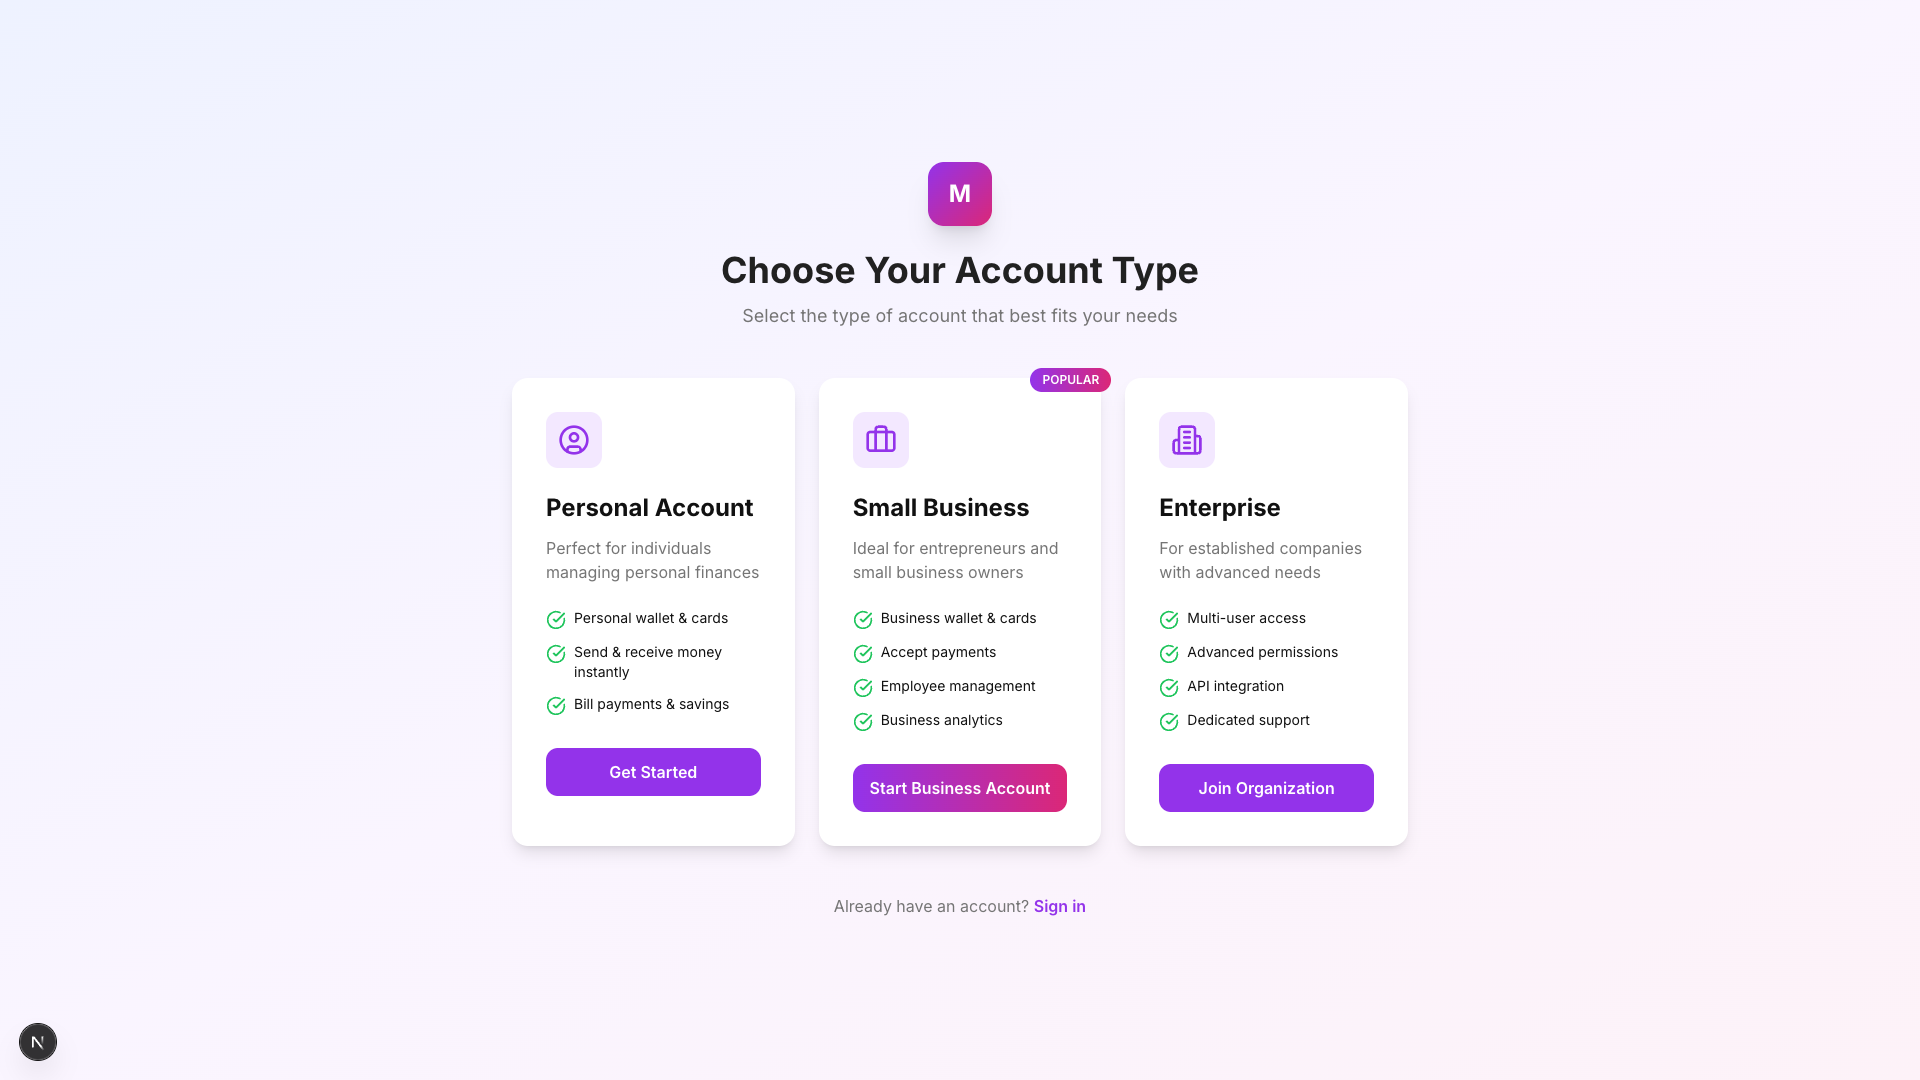 M
Choose Your Account Type
Select the type of account that best fits your needs
Personal Account
Perfect for individuals
managing personal finances
Personal wallet & cards
Send & receive money
instantly
Bill payments & savings
Get Started
POPULAR
Small Business
Ideal for entrepreneurs and
small business owners
Business wallet & cards
Accept payments
Employee management
Business analytics
Start Business Account
Enterprise
For established companies
with advanced needs
Multi-user access
Advanced permissions
API integration
Dedicated support
Join Organization
Already have an account? Sign in
N